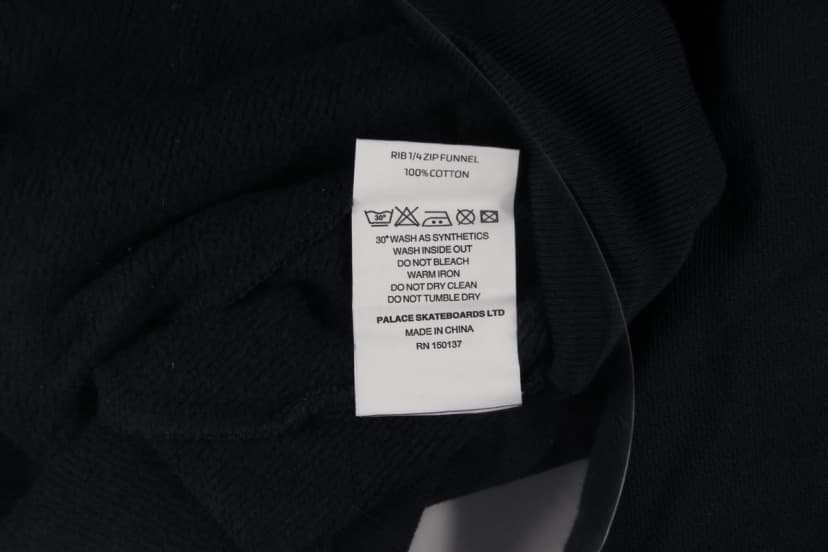 RIB 1/4 ZIP FUNNEL
100% COTTON
30°
30° WASH AS SYNTHETICS
WASH INSIDE OUT
DO NOT BLEACH
WARM IRON
DO NOT DRY CLEAN
DO NOT TUMBLE DRY
PALACE SKATEBOARDS LTD
MADE IN CHINA
RN 150137